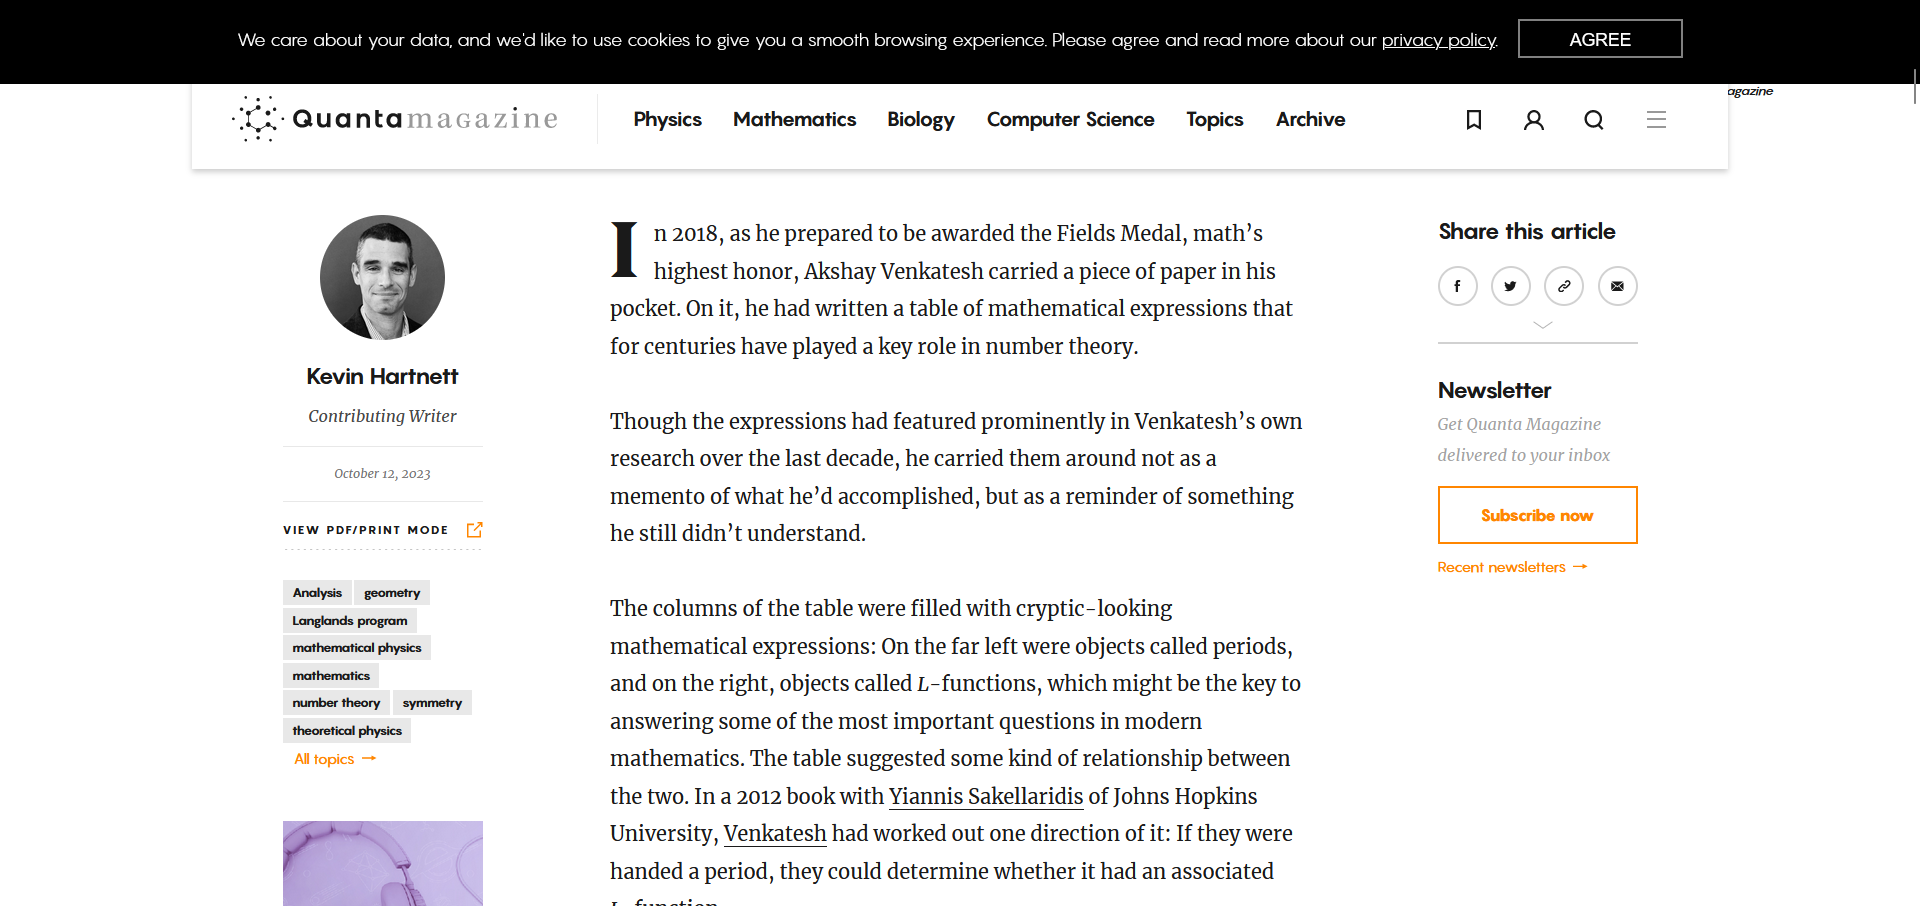 We care about your data, and we'd like to use cookies to give you a smooth browsing experience. Please agree and read more about our privacy policy.
AGREE
agazine
Quantamagazine
Physics
Mathematics
Biology
Computer Science
Topics
Archive
Kevin Hartnett
Contributing Writer
October 12, 2023
VIEW PDF/PRINT MODE
Analysis
geometry
Langlands program
mathematical physics
mathematics
number theory
symmetry
theoretical physics
All topics →
In 2018, as he prepared to be awarded the Fields Medal, math’s
highest honor, Akshay Venkatesh carried a piece of paper in his
pocket. On it, he had written a table of mathematical expressions that
for centuries have played a key role in number theory.
Though the expressions had featured prominently in Venkatesh’s own
research over the last decade, he carried them around not as a
memento of what he’d accomplished, but as a reminder of something
he still didn’t understand.
The columns of the table were filled with cryptic-looking
mathematical expressions: On the far left were objects called periods,
and on the right, objects called L-functions, which might be the key to
answering some of the most important questions in modern
mathematics. The table suggested some kind of relationship between
the two. In a 2012 book with Yiannis Sakellaridis of Johns Hopkins
University, Venkatesh had worked out one direction of it: If they were
handed a period, they could determine whether it had an associated
L-function.
Share this article
Newsletter
Get Quanta Magazine
delivered to your inbox
Subscribe now
Recent newsletters →